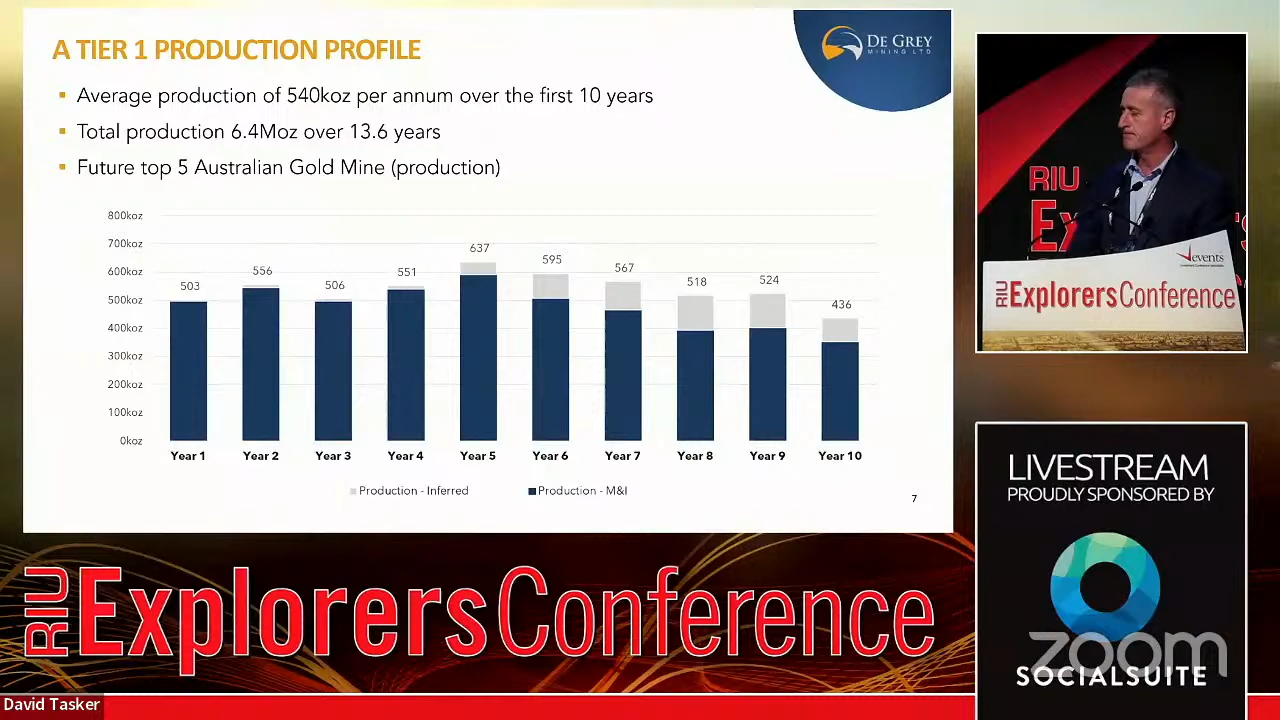 A TIER 1 PRODUCTION PROFILE
DE GREY
MINING LTD
Average production of 540koz per annum over the first 10 years
Total production 6.4Moz over 13.6 years
Future top 5 Australian Gold Mine (production)
800koz
700koz
600koz
500koz
400koz
300koz
200koz
100koz
0koz
503
556
506
551
637
595
567
518
524
436
Year 1
Year 2
Year 3
Year 4
Year 5
Year 6
Year 7
Year 8
Year 9
Year 10
Production - Inferred
Production - M&I
7
RIU
Ex
events
RIU ExplorersConference
LIVESTREAM
PROUDLY SPONSORED BY
zoom
SOCIALSUITE
RIU ExplorersConference
David Tasker